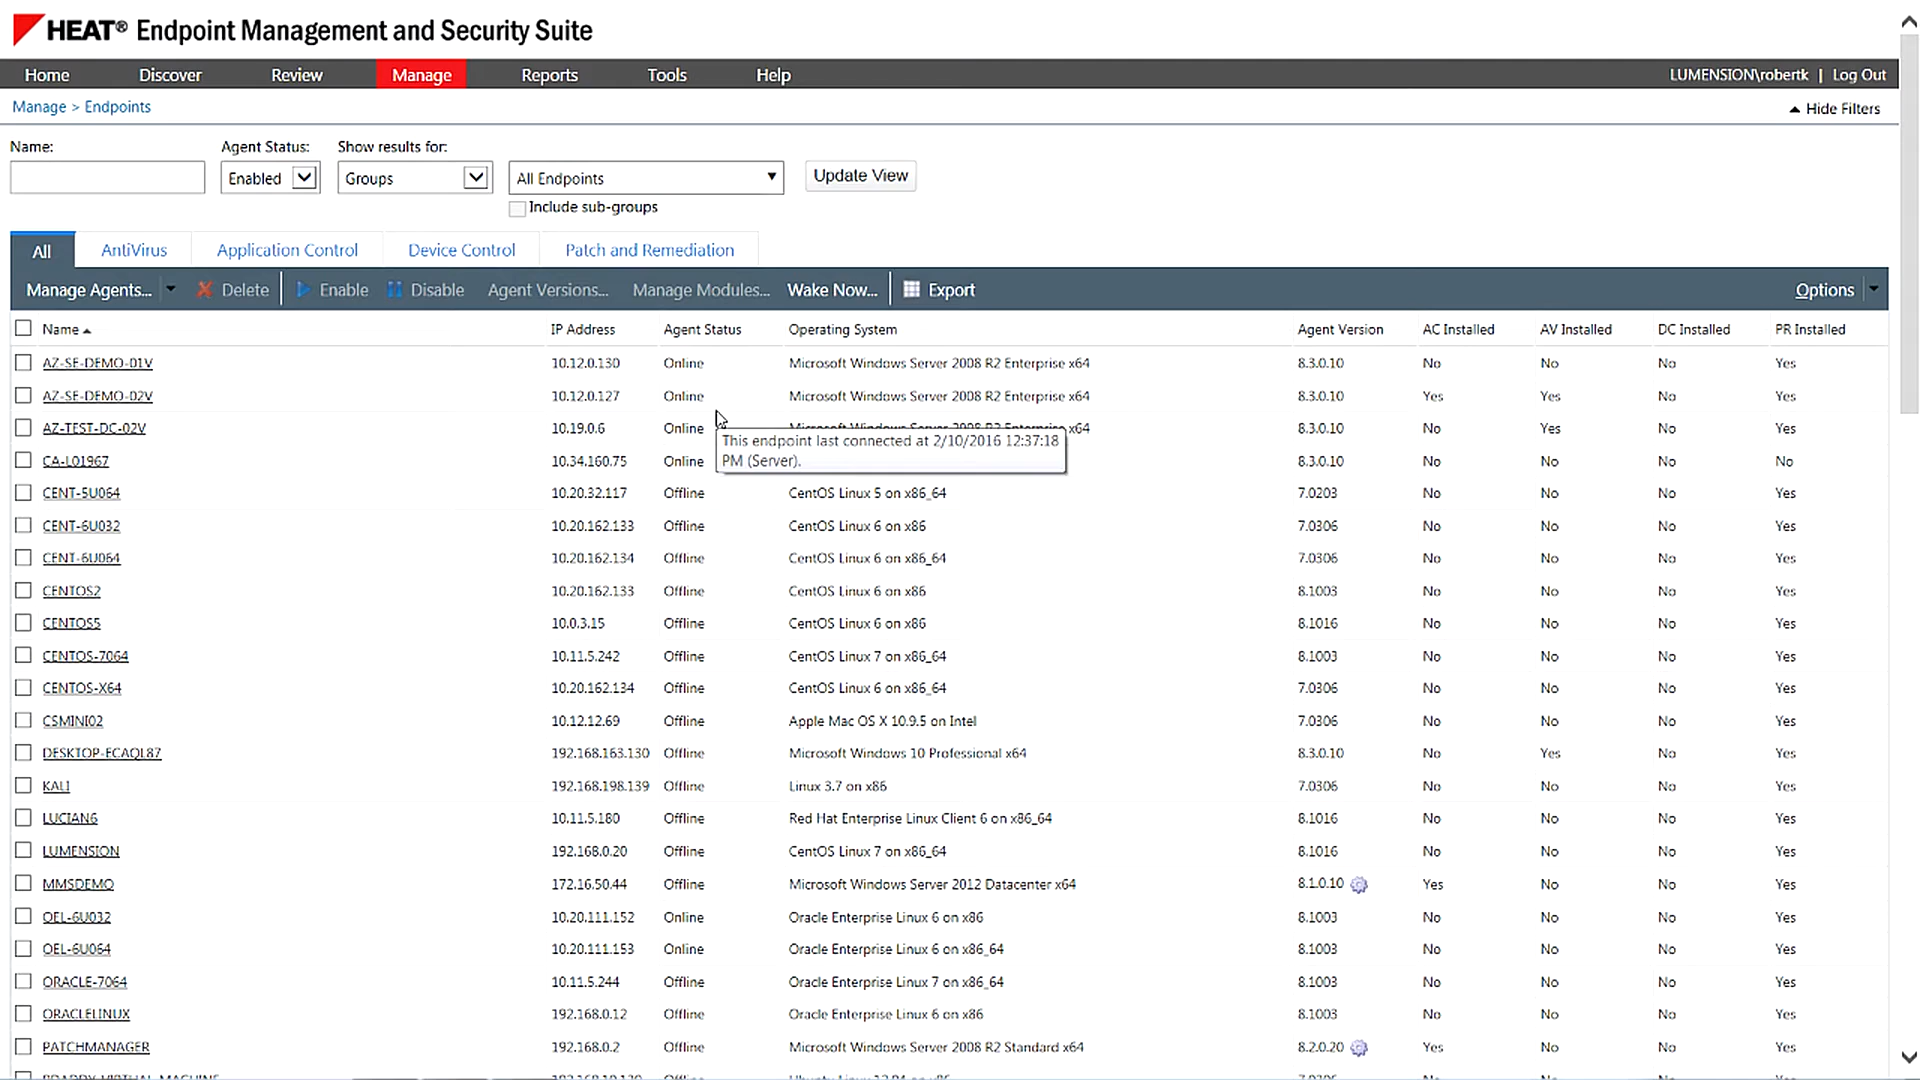 HEAT® Endpoint Management and Security Suite
Home Discover Review Manage Reports Tools Help LUMENSION\robertk | Log Out
Manage > Endpoints Hide Filters
Name: Agent Status: Show results for:
Enabled Groups All Endpoints Update View
Include sub-groups
All AntiVirus Application Control Device Control Patch and Remediation
Manage Agents... Delete Enable Disable Agent Versions... Manage Modules... Wake Now... Export Options
Name IP Address Agent Status Operating System Agent Version AC Installed AV Installed DC Installed PR Installed
AZ-SE-DEMO-01V 10.12.0.130 Online Microsoft Windows Server 2008 R2 Enterprise x64 8.3.0.10 No No No Yes
AZ-SE-DEMO-02V 10.12.0.127 Online Microsoft Windows Server 2008 R2 Enterprise x64 8.3.0.10 Yes Yes No Yes
AZ-TEST-DC-02V 10.19.0.6 Online Microsoft Windows Server 2008 R2 Enterprise x64 8.3.0.10 No Yes No Yes
This endpoint last connected at 2/10/2016 12:37:18
PM (Server).
CA-L01967 10.34.160.75 Online 8.3.0.10 No No No No
CENT-5U064 10.20.32.117 Offline CentOS Linux 5 on x86_64 7.0203 No No No Yes
CENT-6U032 10.20.162.133 Offline CentOS Linux 6 on x86 7.0306 No No No Yes
CENT-6U064 10.20.162.134 Offline CentOS Linux 6 on x86_64 7.0306 No No No Yes
CENTOS2 10.20.162.133 Offline CentOS Linux 6 on x86 8.1003 No No No Yes
CENTOS5 10.0.3.15 Offline CentOS Linux 6 on x86 8.1016 No No No Yes
CENTOS-7064 10.11.5.242 Offline CentOS Linux 7 on x86_64 8.1003 No No No Yes
CENTOS-X64 10.20.162.134 Offline CentOS Linux 6 on x86_64 7.0306 No No No Yes
CSMINI02 10.12.12.69 Offline Apple Mac OS X 10.9.5 on Intel 7.0306 No No No Yes
DESKTOP-ECAQL87 192.168.163.130 Offline Microsoft Windows 10 Professional x64 8.3.0.10 No Yes No Yes
KALI 192.168.198.139 Offline Linux 3.7 on x86 7.0306 No No No Yes
LUCIAN6 10.11.5.180 Offline Red Hat Enterprise Linux Client 6 on x86_64 8.1016 No No No Yes
LUMENSION 192.168.0.20 Offline CentOS Linux 7 on x86_64 8.1016 No No No Yes
MMSDEMO 172.16.50.44 Offline Microsoft Windows Server 2012 Datacenter x64 8.1.0.10 Yes No No Yes
OEL-6U032 10.20.111.152 Online Oracle Enterprise Linux 6 on x86 8.1003 No No No Yes
OEL-6U064 10.20.111.153 Online Oracle Enterprise Linux 6 on x86_64 8.1003 No No No Yes
ORACLE-7064 10.11.5.244 Offline Oracle Enterprise Linux 7 on x86_64 8.1003 No No No Yes
ORACLELINUX 192.168.0.12 Offline Oracle Enterprise Linux 6 on x86 8.1003 No No No Yes
PATCHMANAGER 192.168.0.2 Offline Microsoft Windows Server 2008 R2 Standard x64 8.2.0.20 Yes No No Yes